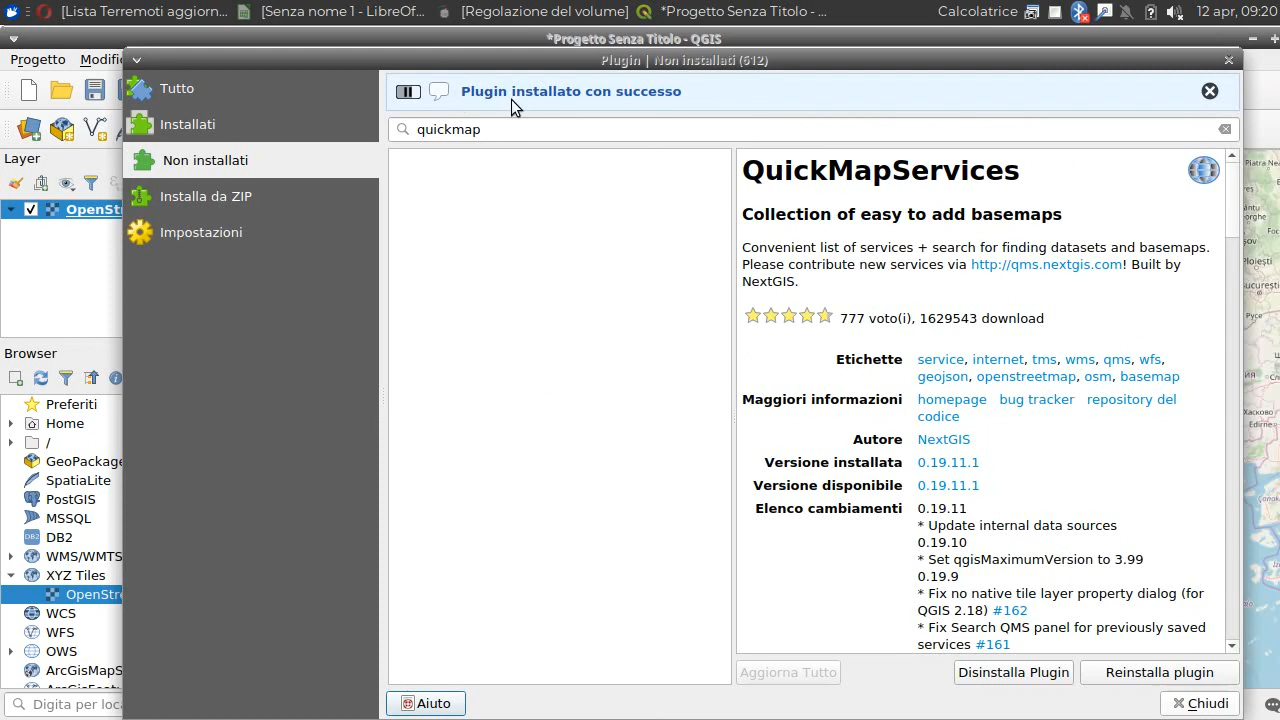 [Lista Terremoti aggiorn...
[Senza nome 1 - LibreOf...
[Regolazione del volume]
*Progetto Senza Titolo - ...
Calcolatrice
12 apr, 09:20
*Progetto Senza Titolo - QGIS
Progetto
Modifi
Plugin | Non installati (612)
Tutto
Installati
Non installati
Installa da ZIP
Impostazioni
Plugin installato con successo
quickmap
Layer
OpenStr
Browser
Preferiti
Home
/
GeoPackage
SpatiaLite
PostGIS
MSSQL
DB2
WMS/WMTS
XYZ Tiles
OpenStre
WCS
WFS
OWS
ArcGisMapS
Digita per loca
QuickMapServices
Collection of easy to add basemaps
Convenient list of services + search for finding datasets and basemaps.
Please contribute new services via http://qms.nextgis.com! Built by
NextGIS.
777 voto(i), 1629543 download
Etichette service, internet, tms, wms, qms, wfs,
geojson, openstreetmap, osm, basemap
Maggiori informazioni homepage bug tracker repository del
codice
Autore NextGIS
Versione installata 0.19.11.1
Versione disponibile 0.19.11.1
Elenco cambiamenti 0.19.11
* Update internal data sources
0.19.10
* Set qgisMaximumVersion to 3.99
0.19.9
* Fix no native tile layer property dialog (for
QGIS 2.18) #162
* Fix Search QMS panel for previously saved
services #161
Aggiorna Tutto
Disinstalla Plugin
Reinstalla plugin
Aiuto
Chiudi